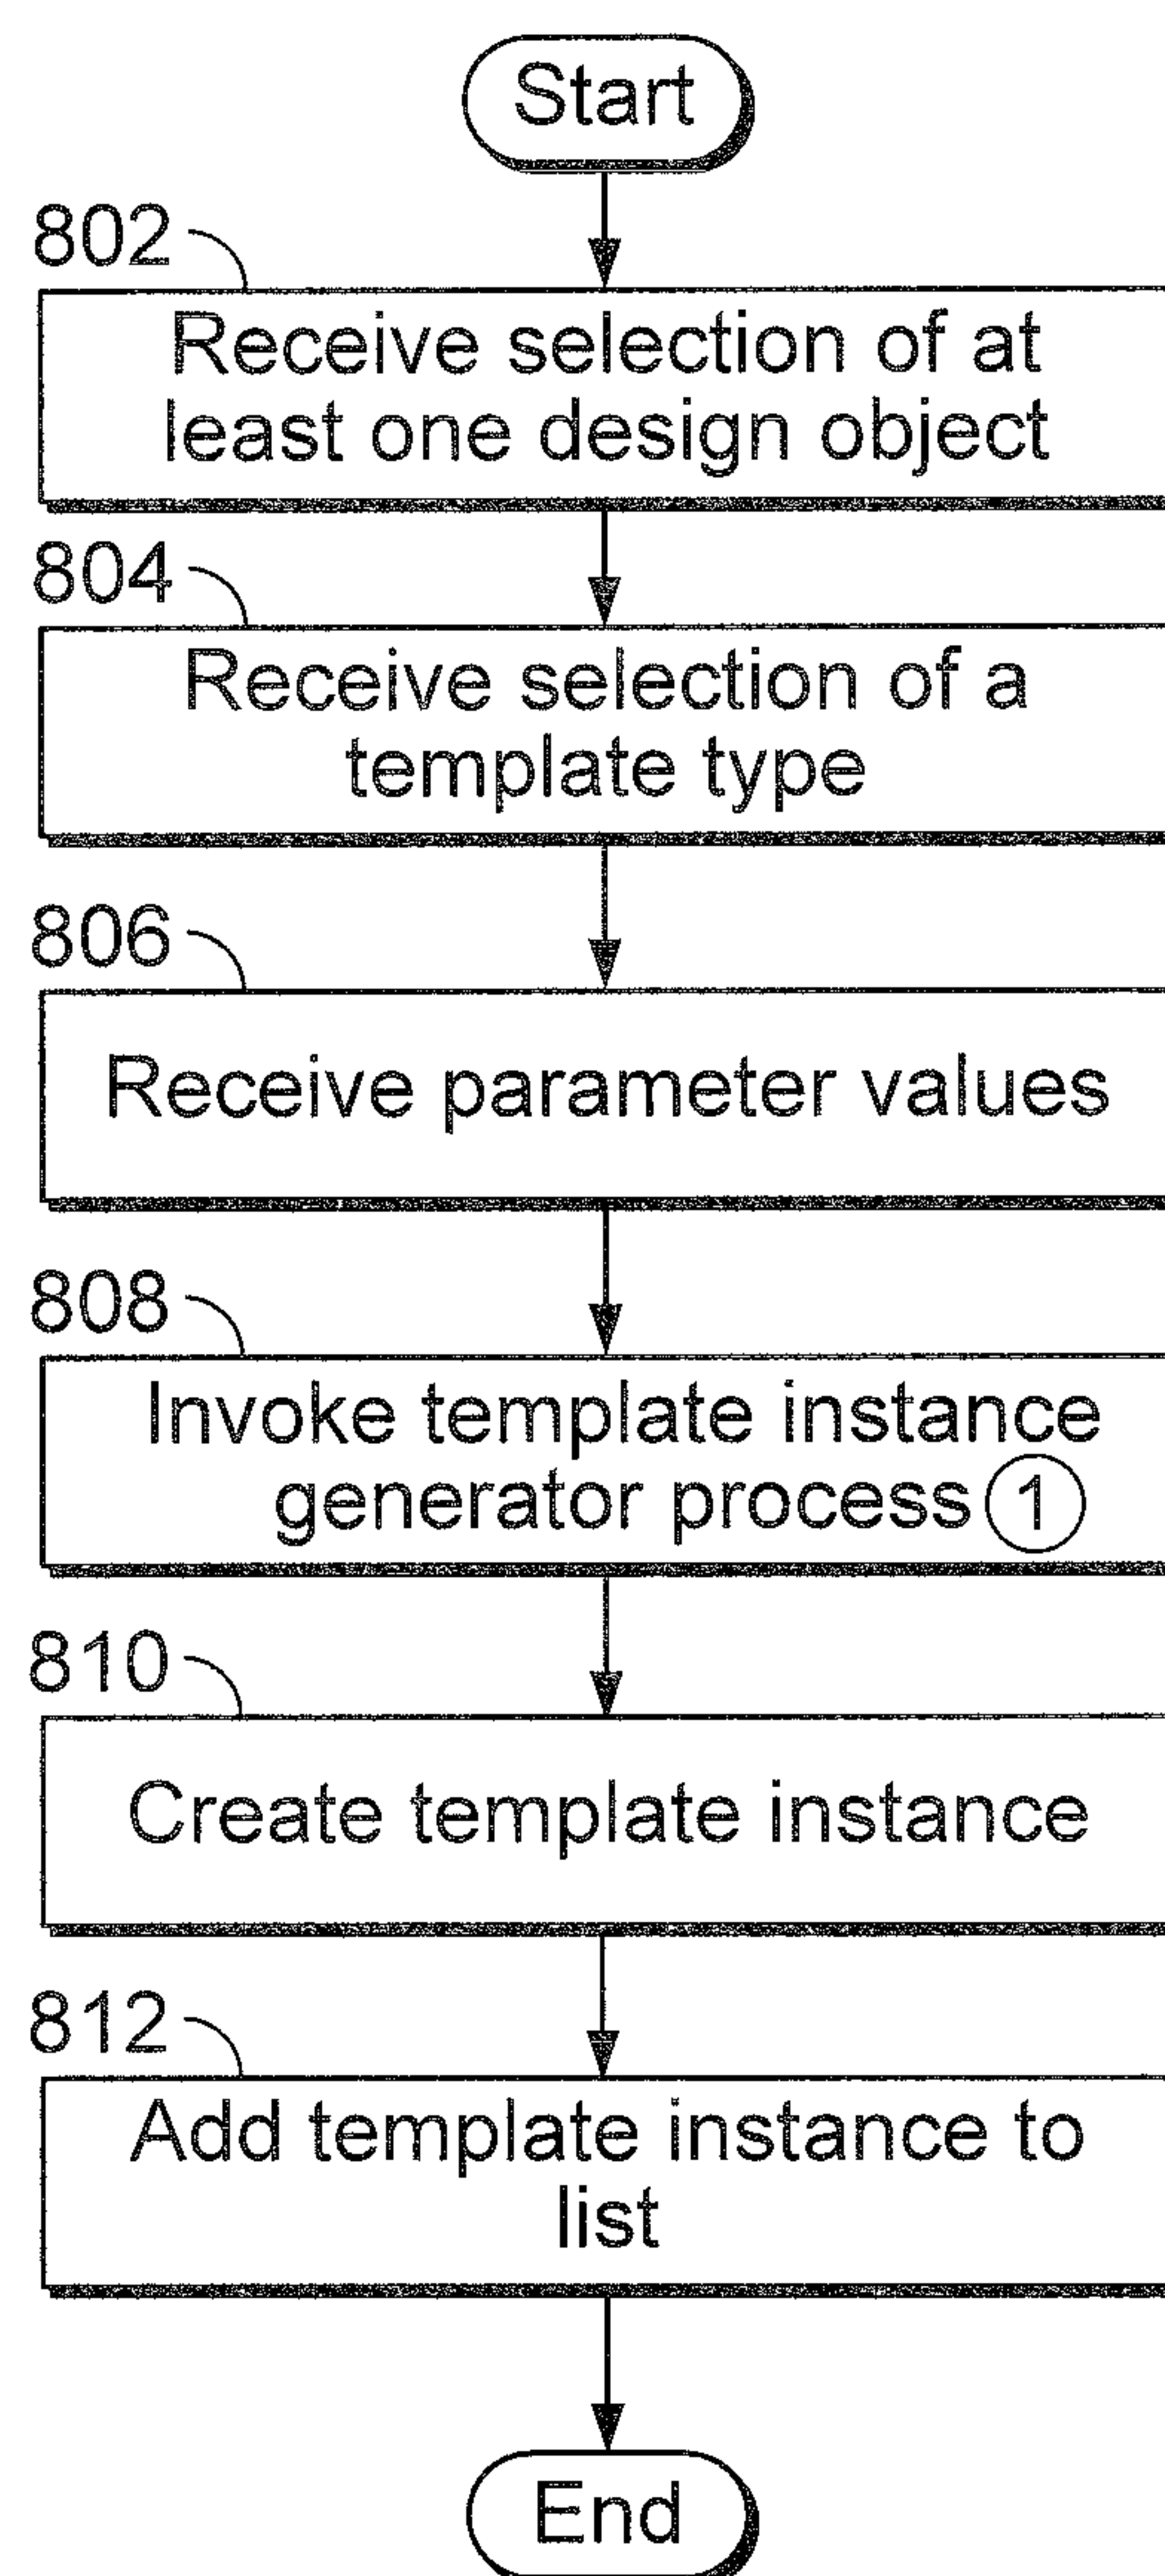 Start
802
Receive selection of at
least one design object
804
Receive selection of a
template type
806
Receive parameter values
808
Invoke template instance
generator process 1
810
Create template instance
812
Add template instance to
list
End